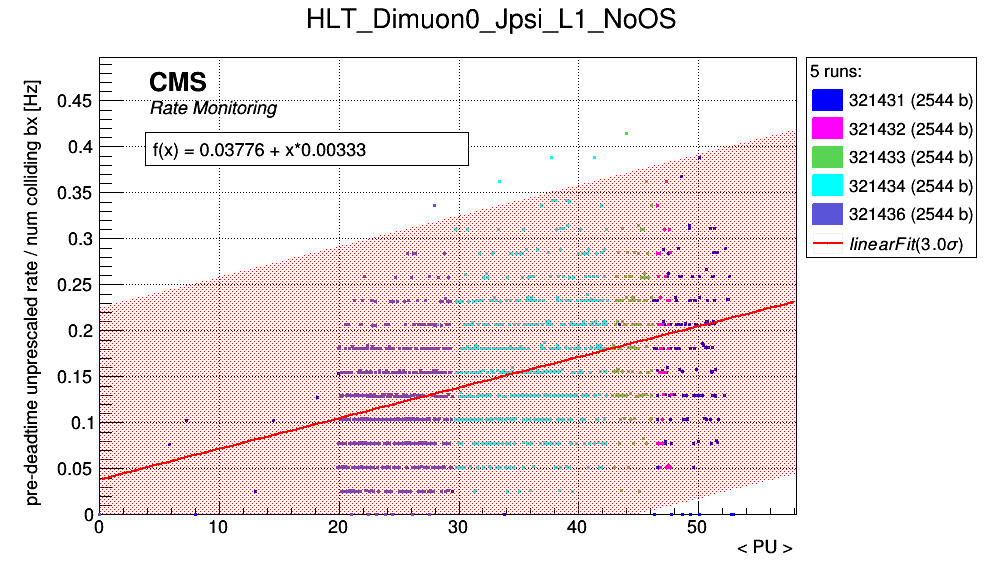 HLT_Dimuon0_Jpsi_L1_NoOS
pre-deadtime unprescaled rate / num colliding bx [Hz]
CMS
Rate Monitoring
f(x) = 0.03776 + x*0.00333
0.45
0.4
0.35
0.3
0.25
0.2
0.15
0.1
0.05
0
0 10 20 30 40 50
< PU >
5 runs:
321431 (2544 b)
321432 (2544 b)
321433 (2544 b)
321434 (2544 b)
321436 (2544 b)
linearFit(3.0σ)